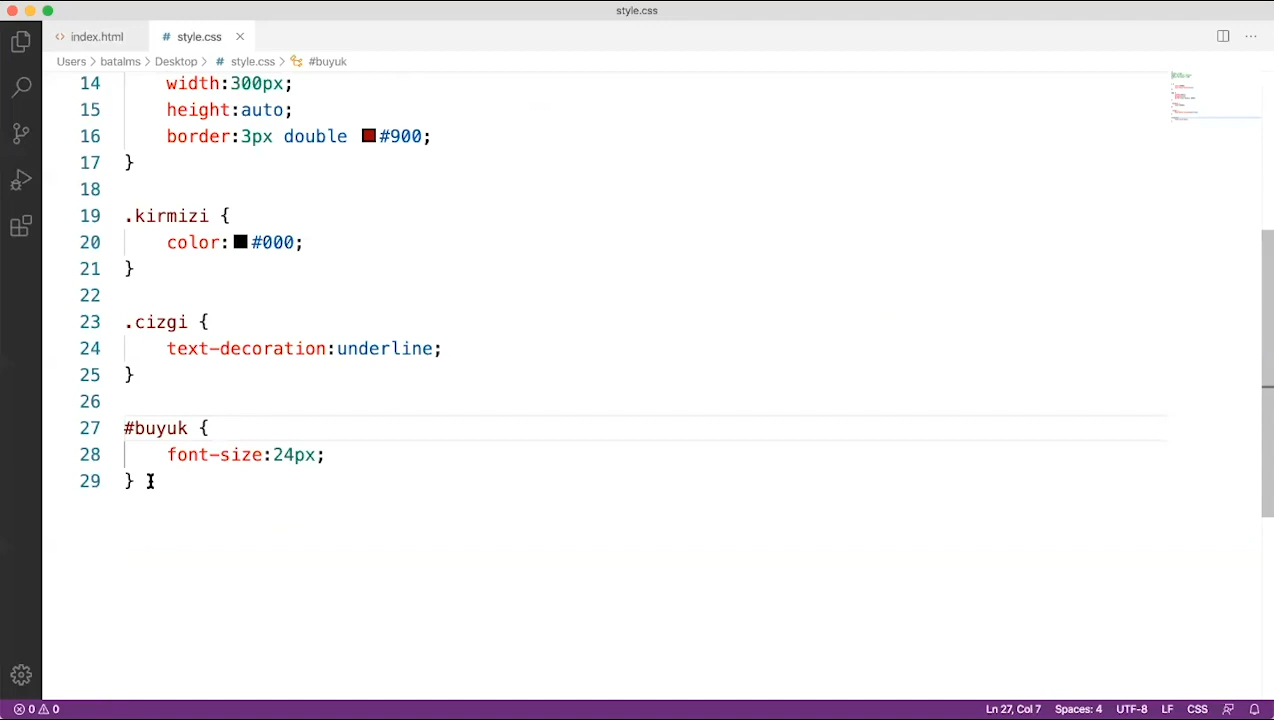 style.css
index.html
# style.css
Users > batalms > Desktop > # style.css > #buyuk
14 width:300px;
15 height:auto;
16 border:3px double #900;
17 }
18
19 .kirmizi {
20 color:#000;
21 }
22
23 .cizgi {
24 text-decoration:underline;
25 }
26
27 #buyuk {
28 font-size:24px;
29 }
0 0 Ln 27, Col 7 Spaces: 4 UTF-8 LF CSS